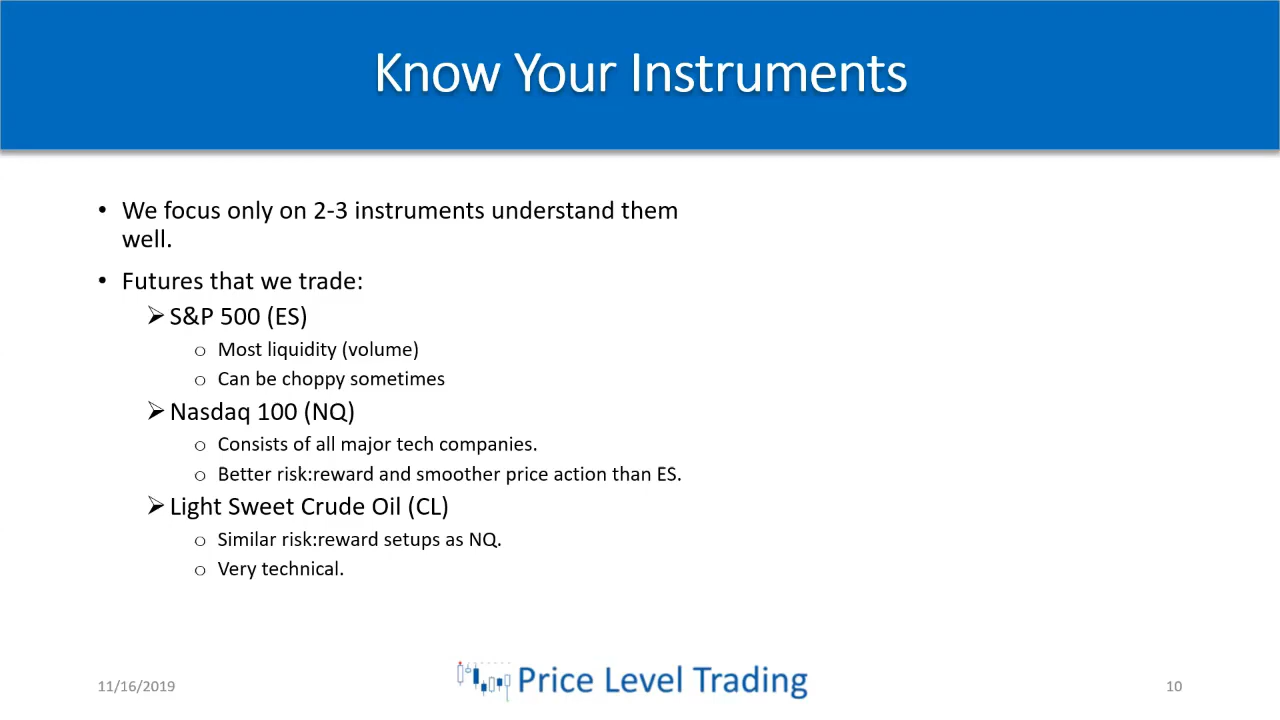 Know Your Instruments
• We focus only on 2-3 instruments understand them
well.
• Futures that we trade:
➢ S&P 500 (ES)
o Most liquidity (volume)
o Can be choppy sometimes
➢ Nasdaq 100 (NQ)
o Consists of all major tech companies.
o Better risk:reward and smoother price action than ES.
➢ Light Sweet Crude Oil (CL)
o Similar risk:reward setups as NQ.
o Very technical.
11/16/2019
Price Level Trading
10